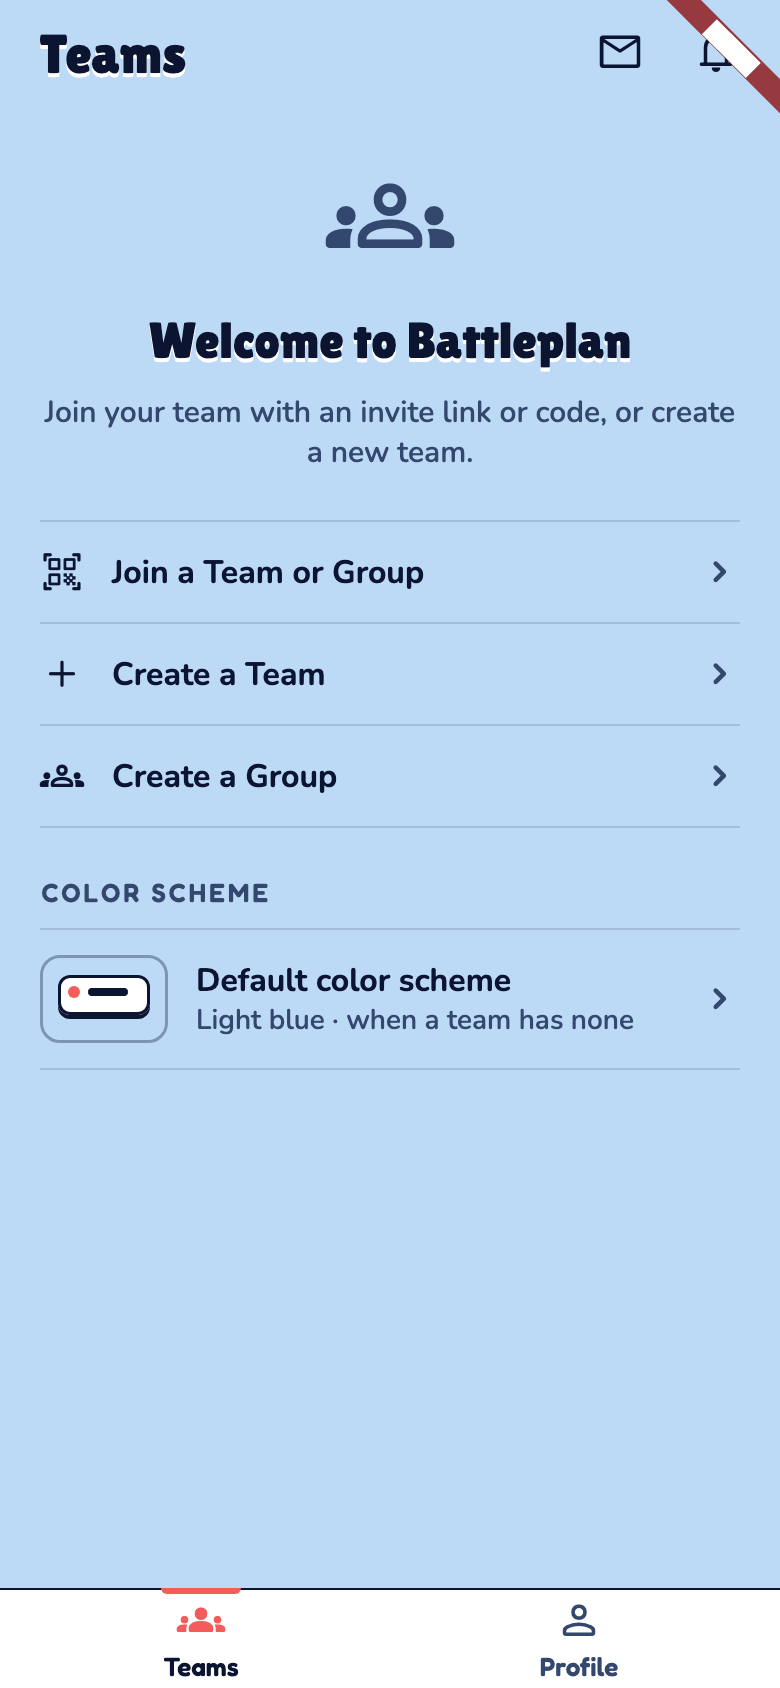 Teams
Welcome to Battleplan
Join your team with an invite link or code, or create
a new team.
Join a Team or Group
Create a Team
Create a Group
COLOR SCHEME
Default color scheme
Light blue · when a team has none
Teams
Profile